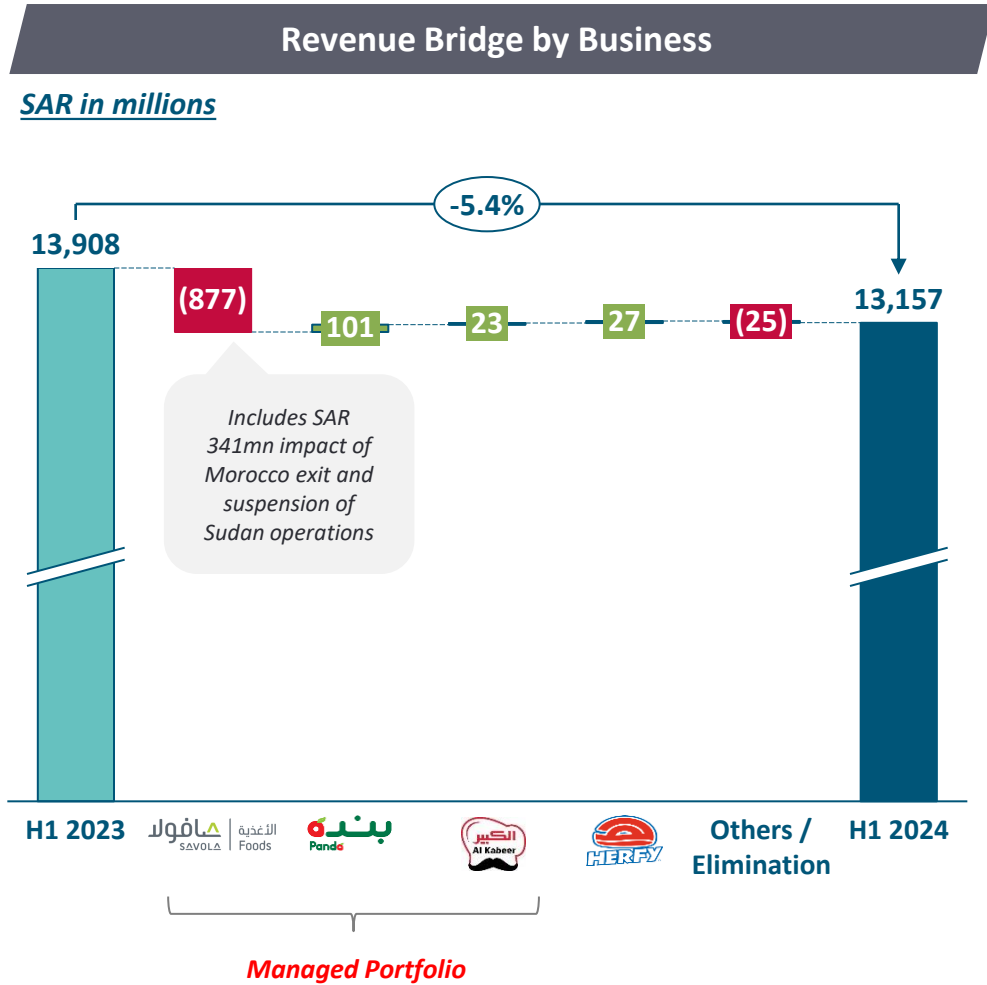 Revenue Bridge by Business
SAR in millions
-5.4%
13,908
(877)
101
23
27
(25)
13,157
Includes SAR
341mn impact of
Morocco exit and
suspension of
Sudan operations
H1 2023
صافولا
SAVOLA
الأغذية
Foods
بنده
Panda
الكبير
Al Kabeer
HERFY
Others /
Elimination
H1 2024
Managed Portfolio